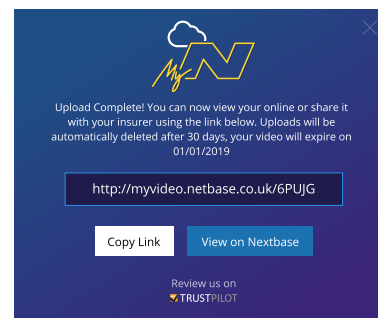 My N
Upload Complete! You can now view your online or share it
with your insurer using the link below. Uploads will be
automatically deleted after 30 days, your video will expire on
01/01/2019
http://myvideo.netbase.co.uk/6PUJG
Copy Link
View on Nextbase
Review us on
TRUSTPILOT